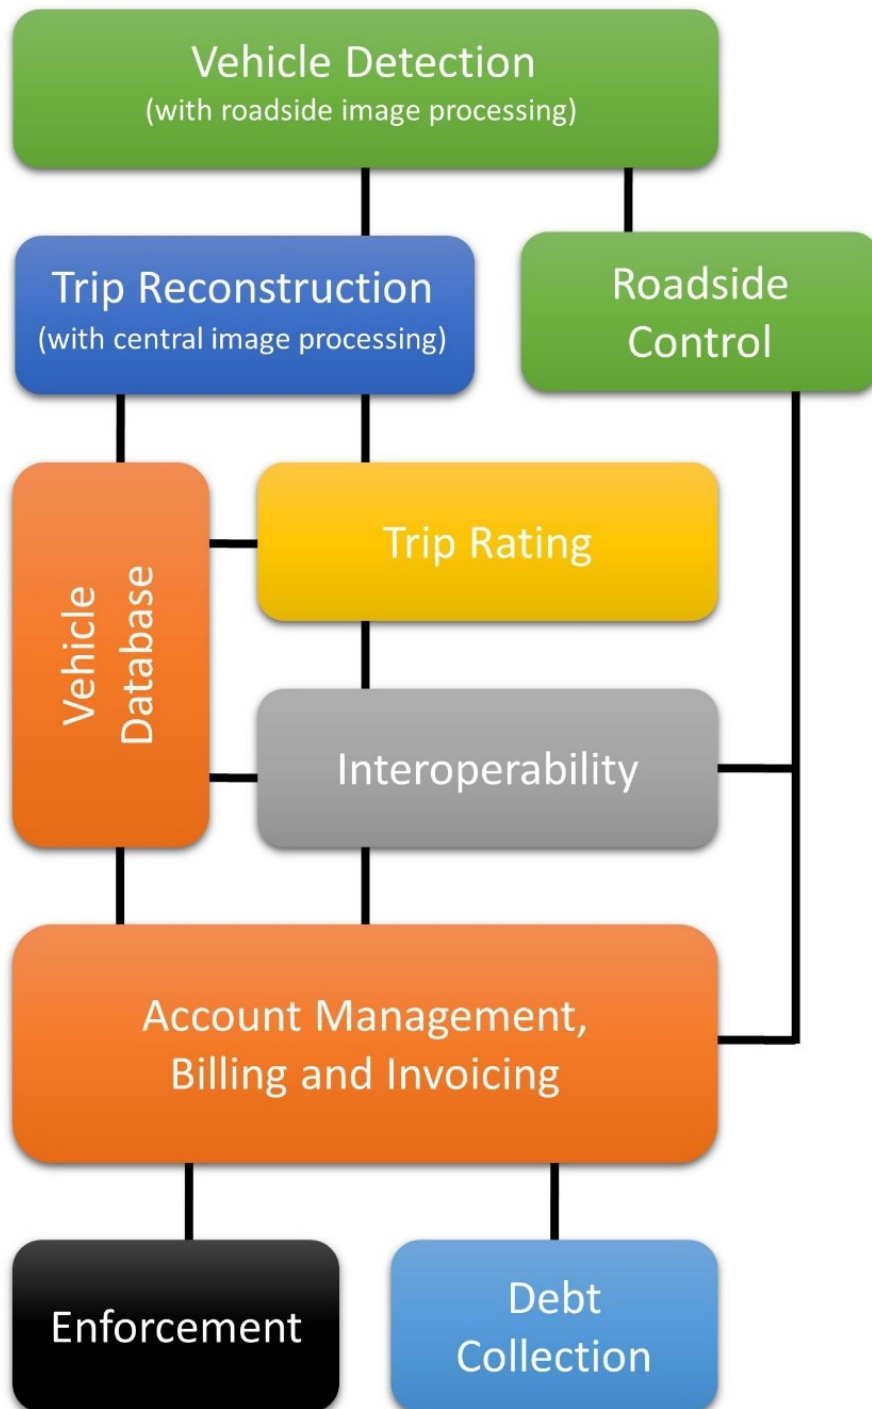 Vehicle Detection
(with roadside image processing)
Trip Reconstruction
(with central image processing)
Roadside
Control
Vehicle
Database
Trip Rating
Interoperability
Account Management,
Billing and Invoicing
Enforcement
Debt
Collection